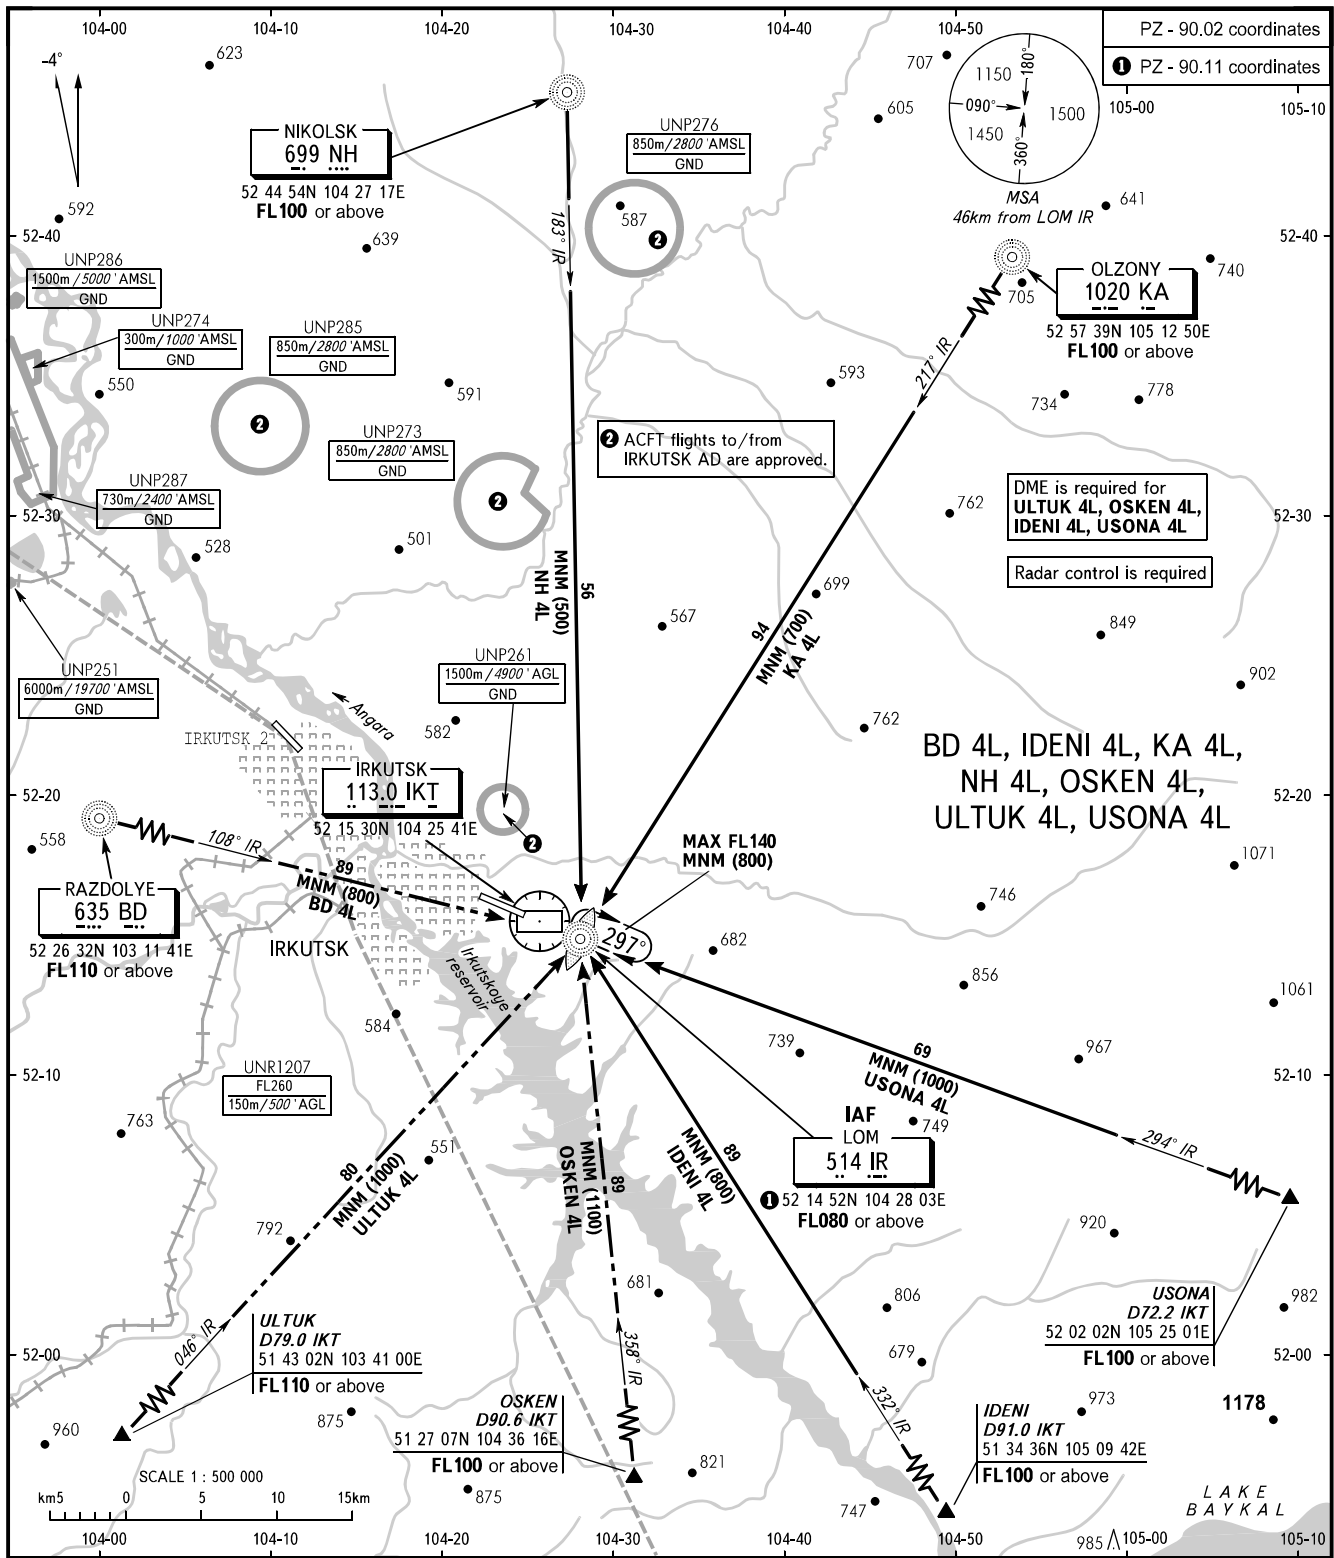 104-00
104-10
104-20
104-30
104-40
104-50
PZ - 90.02 coordinates
1 PZ - 90.11 coordinates
105-00
105-10
-4°
623
707
605
1150
180°
090°
1500
1450
360°
MSA
46km from LOM IR
NIKOLSK
699 NH
52 44 54N 104 27 17E
FL100 or above
UNP276
850m/2800 'AMSL
GND
587
2
592
639
641
740
52-40
52-40
183° IR
OLZONY
1020 KA
705
52 57 39N 105 12 50E
FL100 or above
UNP286
1500m/5000 'AMSL
GND
UNP274
300m/1000 'AMSL
GND
UNP285
850m/2800 'AMSL
GND
550
591
593
217° IR
734
778
2
UNP273
850m/2800 'AMSL
GND
2
2 ACFT flights to/from
IRKUTSK AD are approved.
UNP287
730m/2400 'AMSL
GND
DME is required for
ULTUK 4L, OSKEN 4L,
IDENI 4L, USONA 4L
762
52-30
52-30
528
501
Radar control is required
56
MNM (500)
NH 4L
699
567
849
94
MNM (700)
KA 4L
UNP251
6000m/19700 'AMSL
GND
UNP261
1500m/4900 'AGL
GND
902
Angara
582
762
IRKUTSK 2
BD 4L, IDENI 4L, KA 4L,
NH 4L, OSKEN 4L,
ULTUK 4L, USONA 4L
IRKUTSK
113.0 IKT
52 15 30N 104 25 41E
52-20
52-20
2
558
108° IR
89
MNM (800)
BD 4L
MAX FL140
MNM (800)
1071
RAZDOLYE
635 BD
52 26 32N 103 11 41E
FL110 or above
746
IRKUTSK
297°
682
Irkutskoye
reservoir
856
1061
584
739
967
69
MNM (1000)
USONA 4L
52-10
52-10
UNR1207
FL260
150m/500 'AGL
763
551
IAF
LOM
514 IR
749
1 52 14 52N 104 28 03E
FL080 or above
294° IR
80
MNM (1000)
ULTUK 4L
89
MNM (1100)
OSKEN 4L
89
MNM (800)
IDENI 4L
792
920
681
806
USONA
D72.2 IKT
52 02 02N 105 25 01E
FL100 or above
982
046° IR
ULTUK
D79.0 IKT
51 43 02N 103 41 00E
FL110 or above
52-00
52-00
358° IR
679
332° IR
OSKEN
D90.6 IKT
51 27 07N 104 36 16E
FL100 or above
875
973
1178
IDENI
D91.0 IKT
51 34 36N 105 09 42E
FL100 or above
960
821
875
747
SCALE 1 : 500 000
km5
0
5
10
15km
LAKE
BAYKAL
985
104-00
104-10
104-20
104-30
104-40
104-50
105-00
105-10